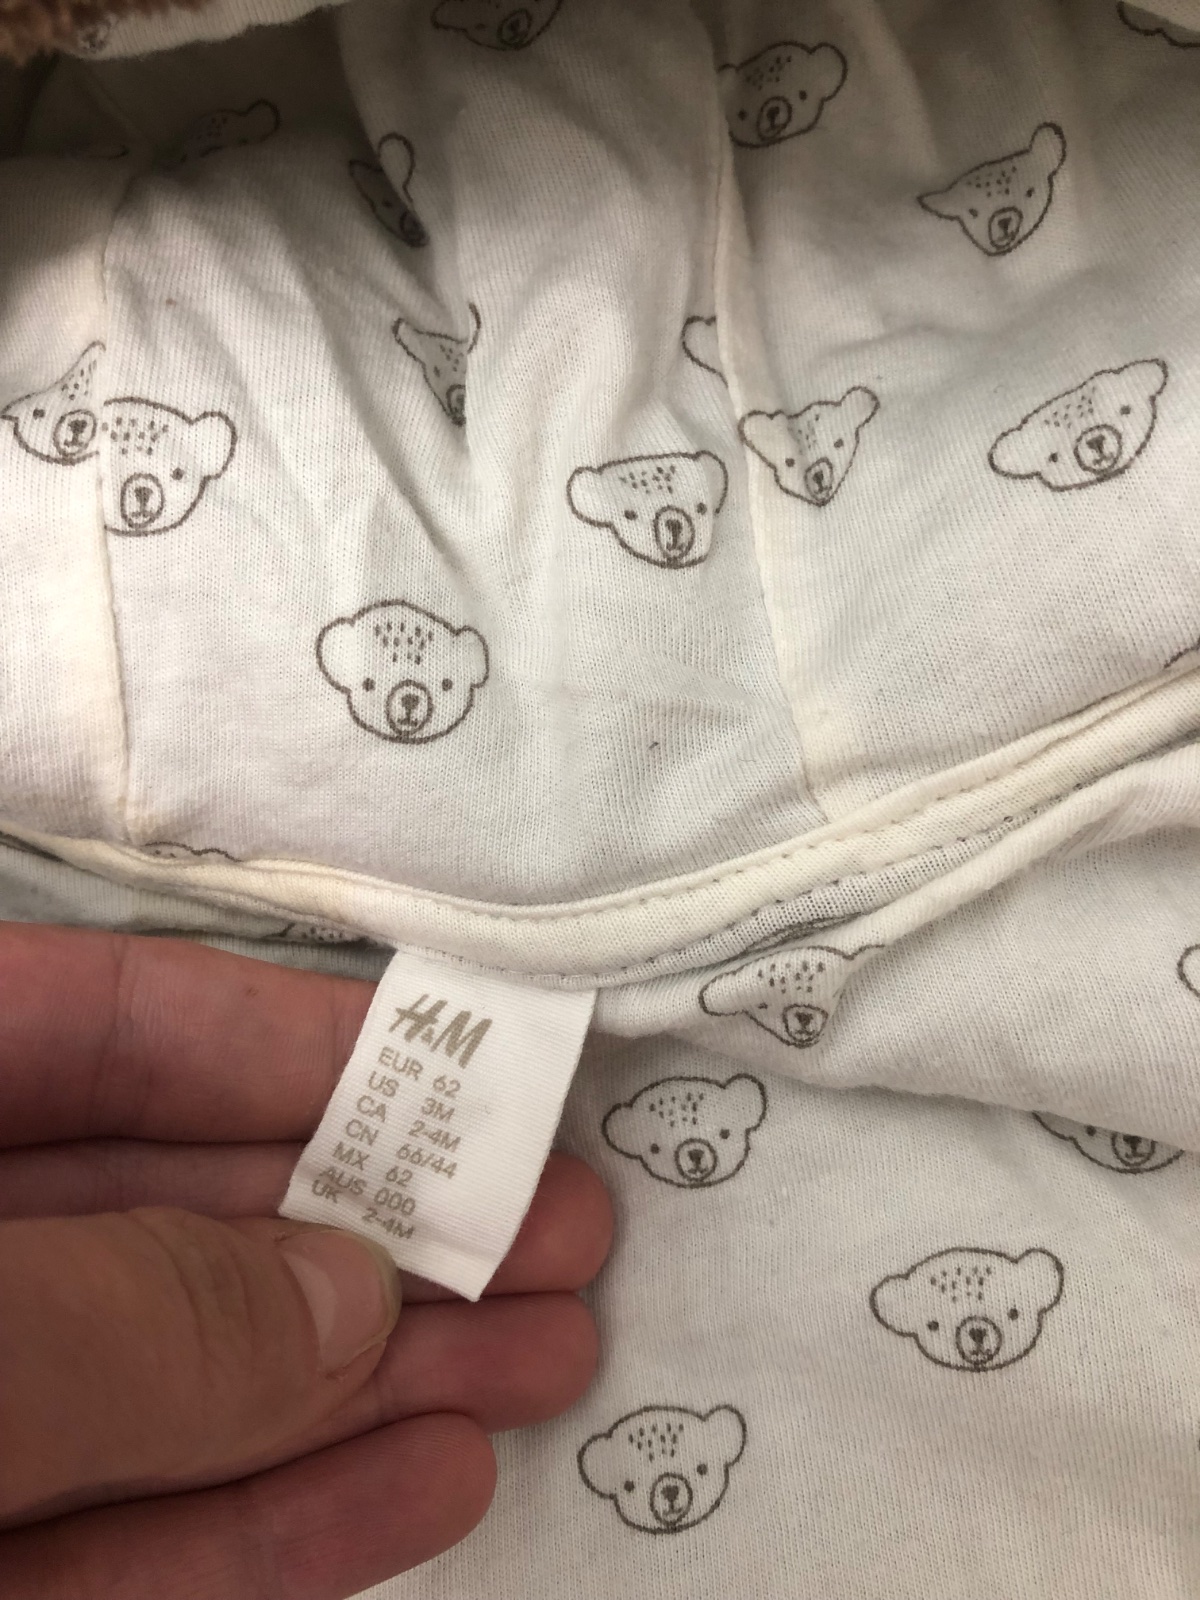 H&M
EUR 62
US 3M
CA 2-4M
CN 66/44
MX 62
AUS 000
UK 2-4M